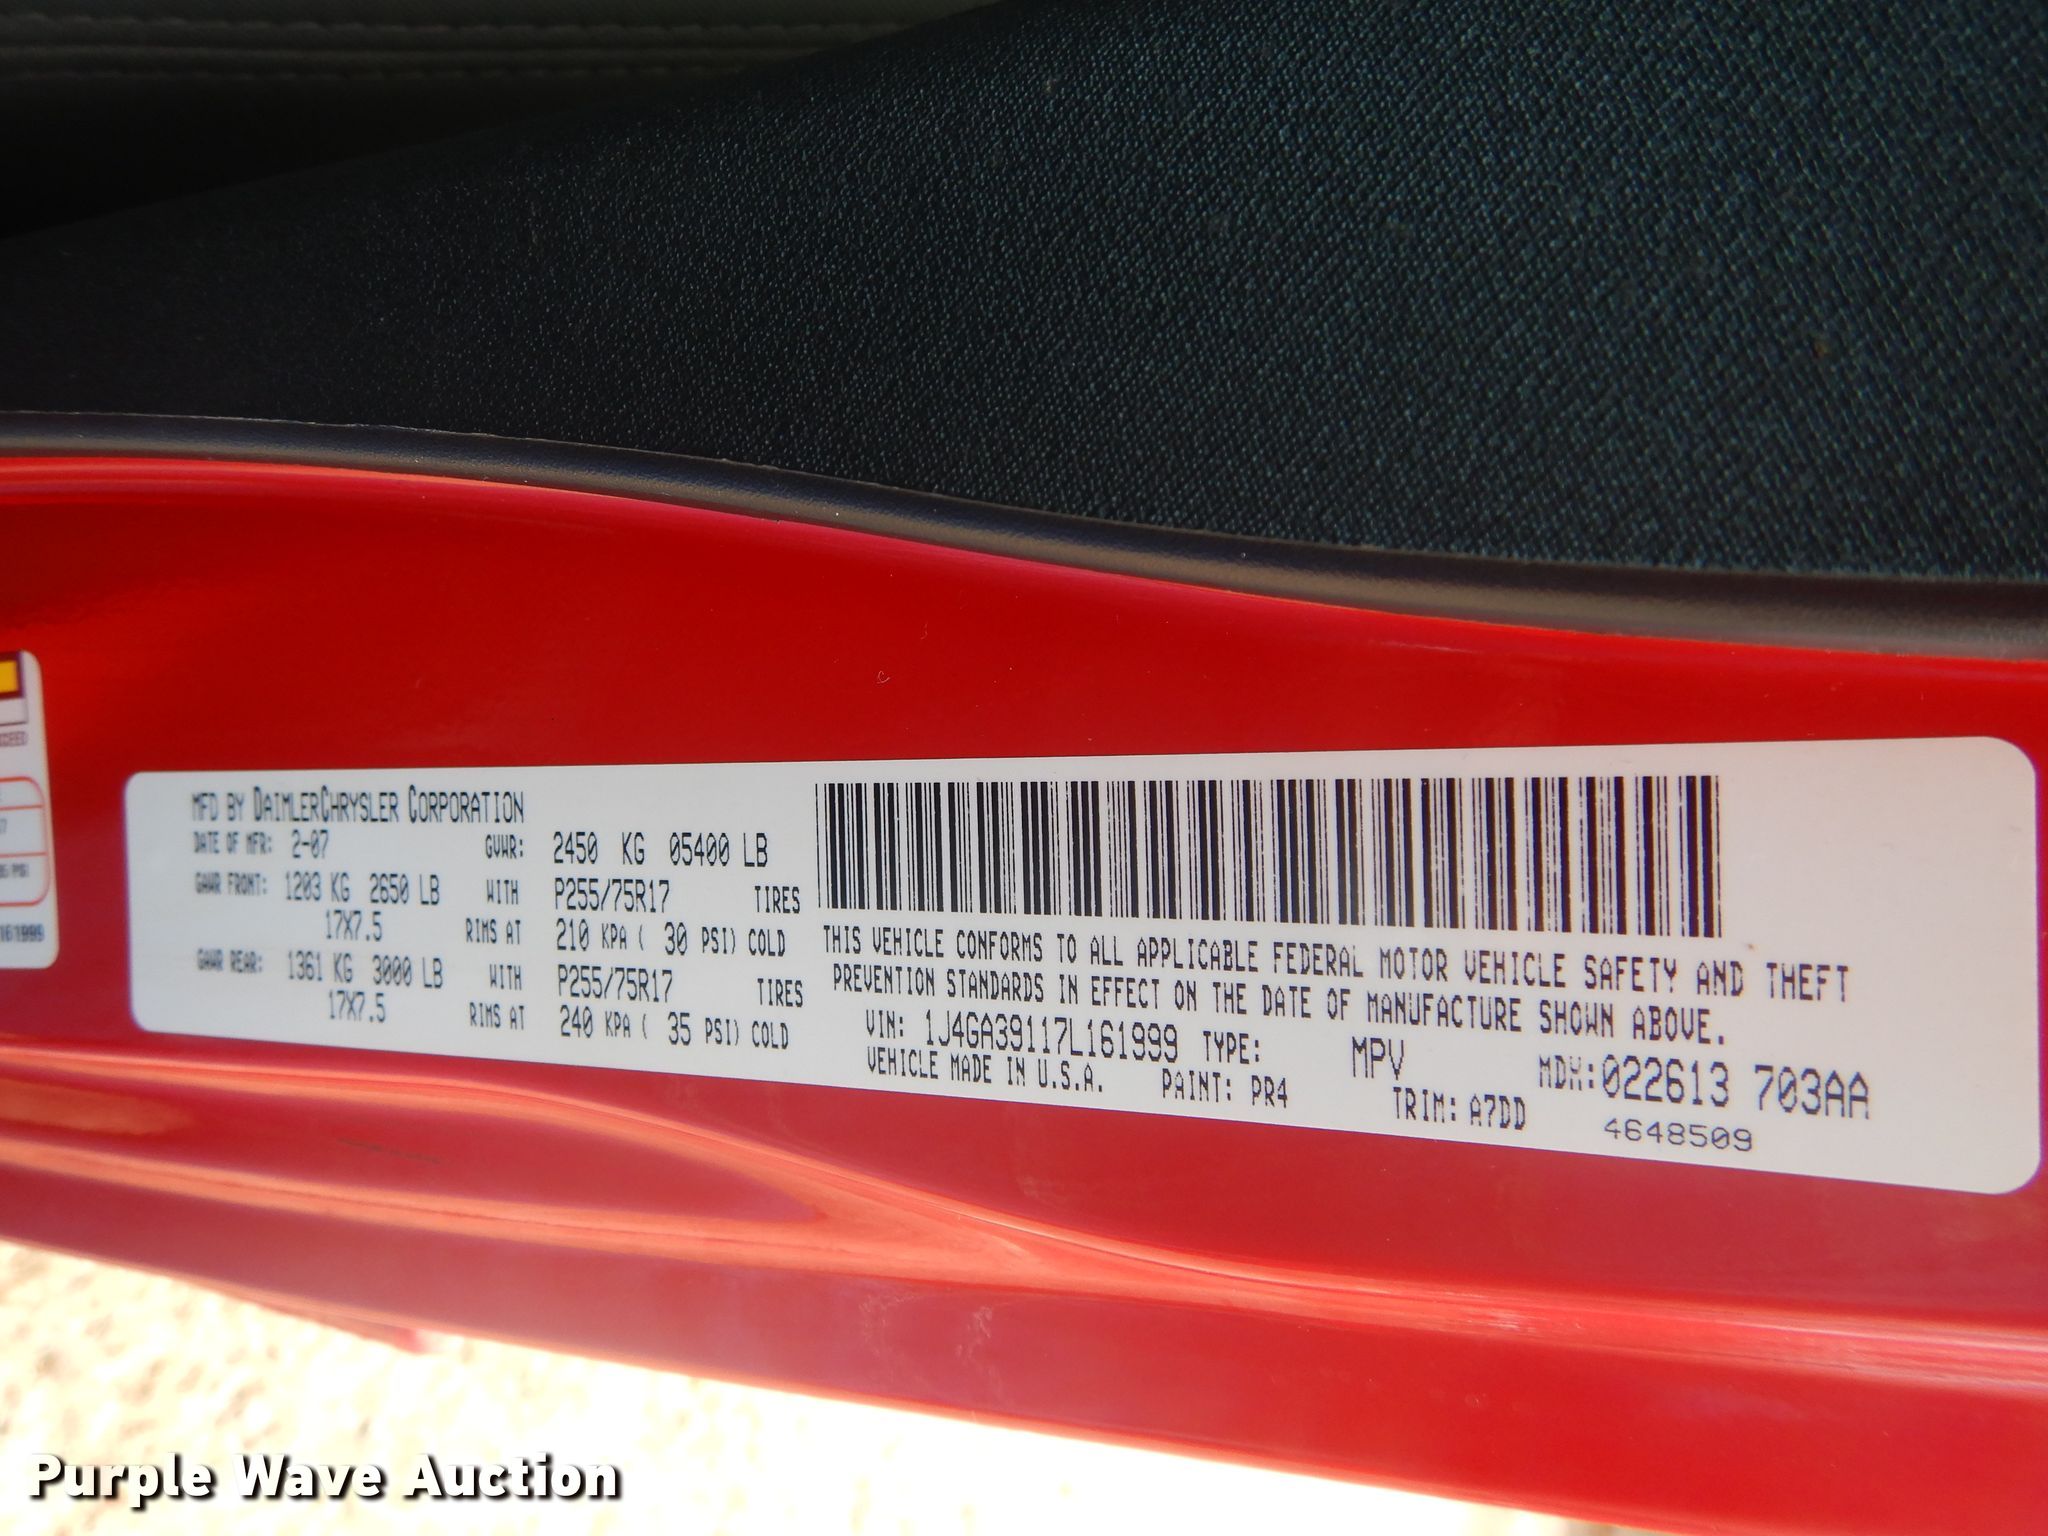 CEED
7
PSI
161999
MFD BY DAIMLERCHRYSLER CORPORATION
DATE OF MFR: 2-07 GVWR: 2450 KG 05400 LB
GAWR FRONT: 1203 KG 2650 LB WITH P255/75R17 TIRES
17X7.5 RIMS AT 210 KPA ( 30 PSI) COLD
GAWR REAR: 1361 KG 3000 LB WITH P255/75R17 TIRES
17X7.5 RIMS AT 240 KPA ( 35 PSI) COLD
THIS VEHICLE CONFORMS TO ALL APPLICABLE FEDERAL MOTOR VEHICLE SAFETY AND THEFT
PREVENTION STANDARDS IN EFFECT ON THE DATE OF MANUFACTURE SHOWN ABOVE.
VIN: 1J4GA39117L161999 TYPE: MPV MDH:022613 703AA
VEHICLE MADE IN U.S.A. PAINT: PR4 TRIM: A7DD 4648509
Purple Wave Auction